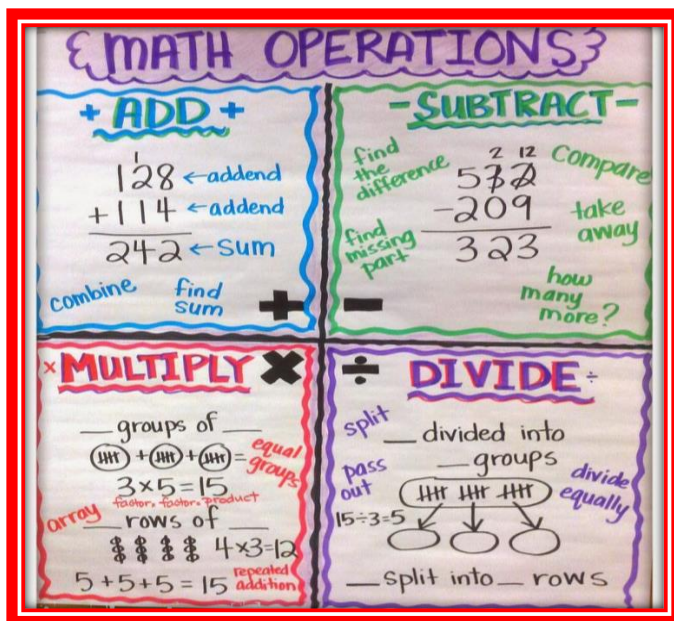 MATH OPERATIONS
+ ADD +
1
128 ← addend
+114 ← addend
242 ← sum
combine
find
sum
+
- SUBTRACT -
find
the
difference
2 12
532
-209
323
Compare
take
away
find
missing
part
how
many
more?
-
× MULTIPLY ×
__ groups of __
+ + =
equal
groups
3×5=15
factor × factor = product
array
__ rows of __
4×3=12
5+5+5=15
repeated
addition
÷ DIVIDE ÷
split
__ divided into
__ groups
pass
out
divide
equally
15÷3=5
__ split into __ rows